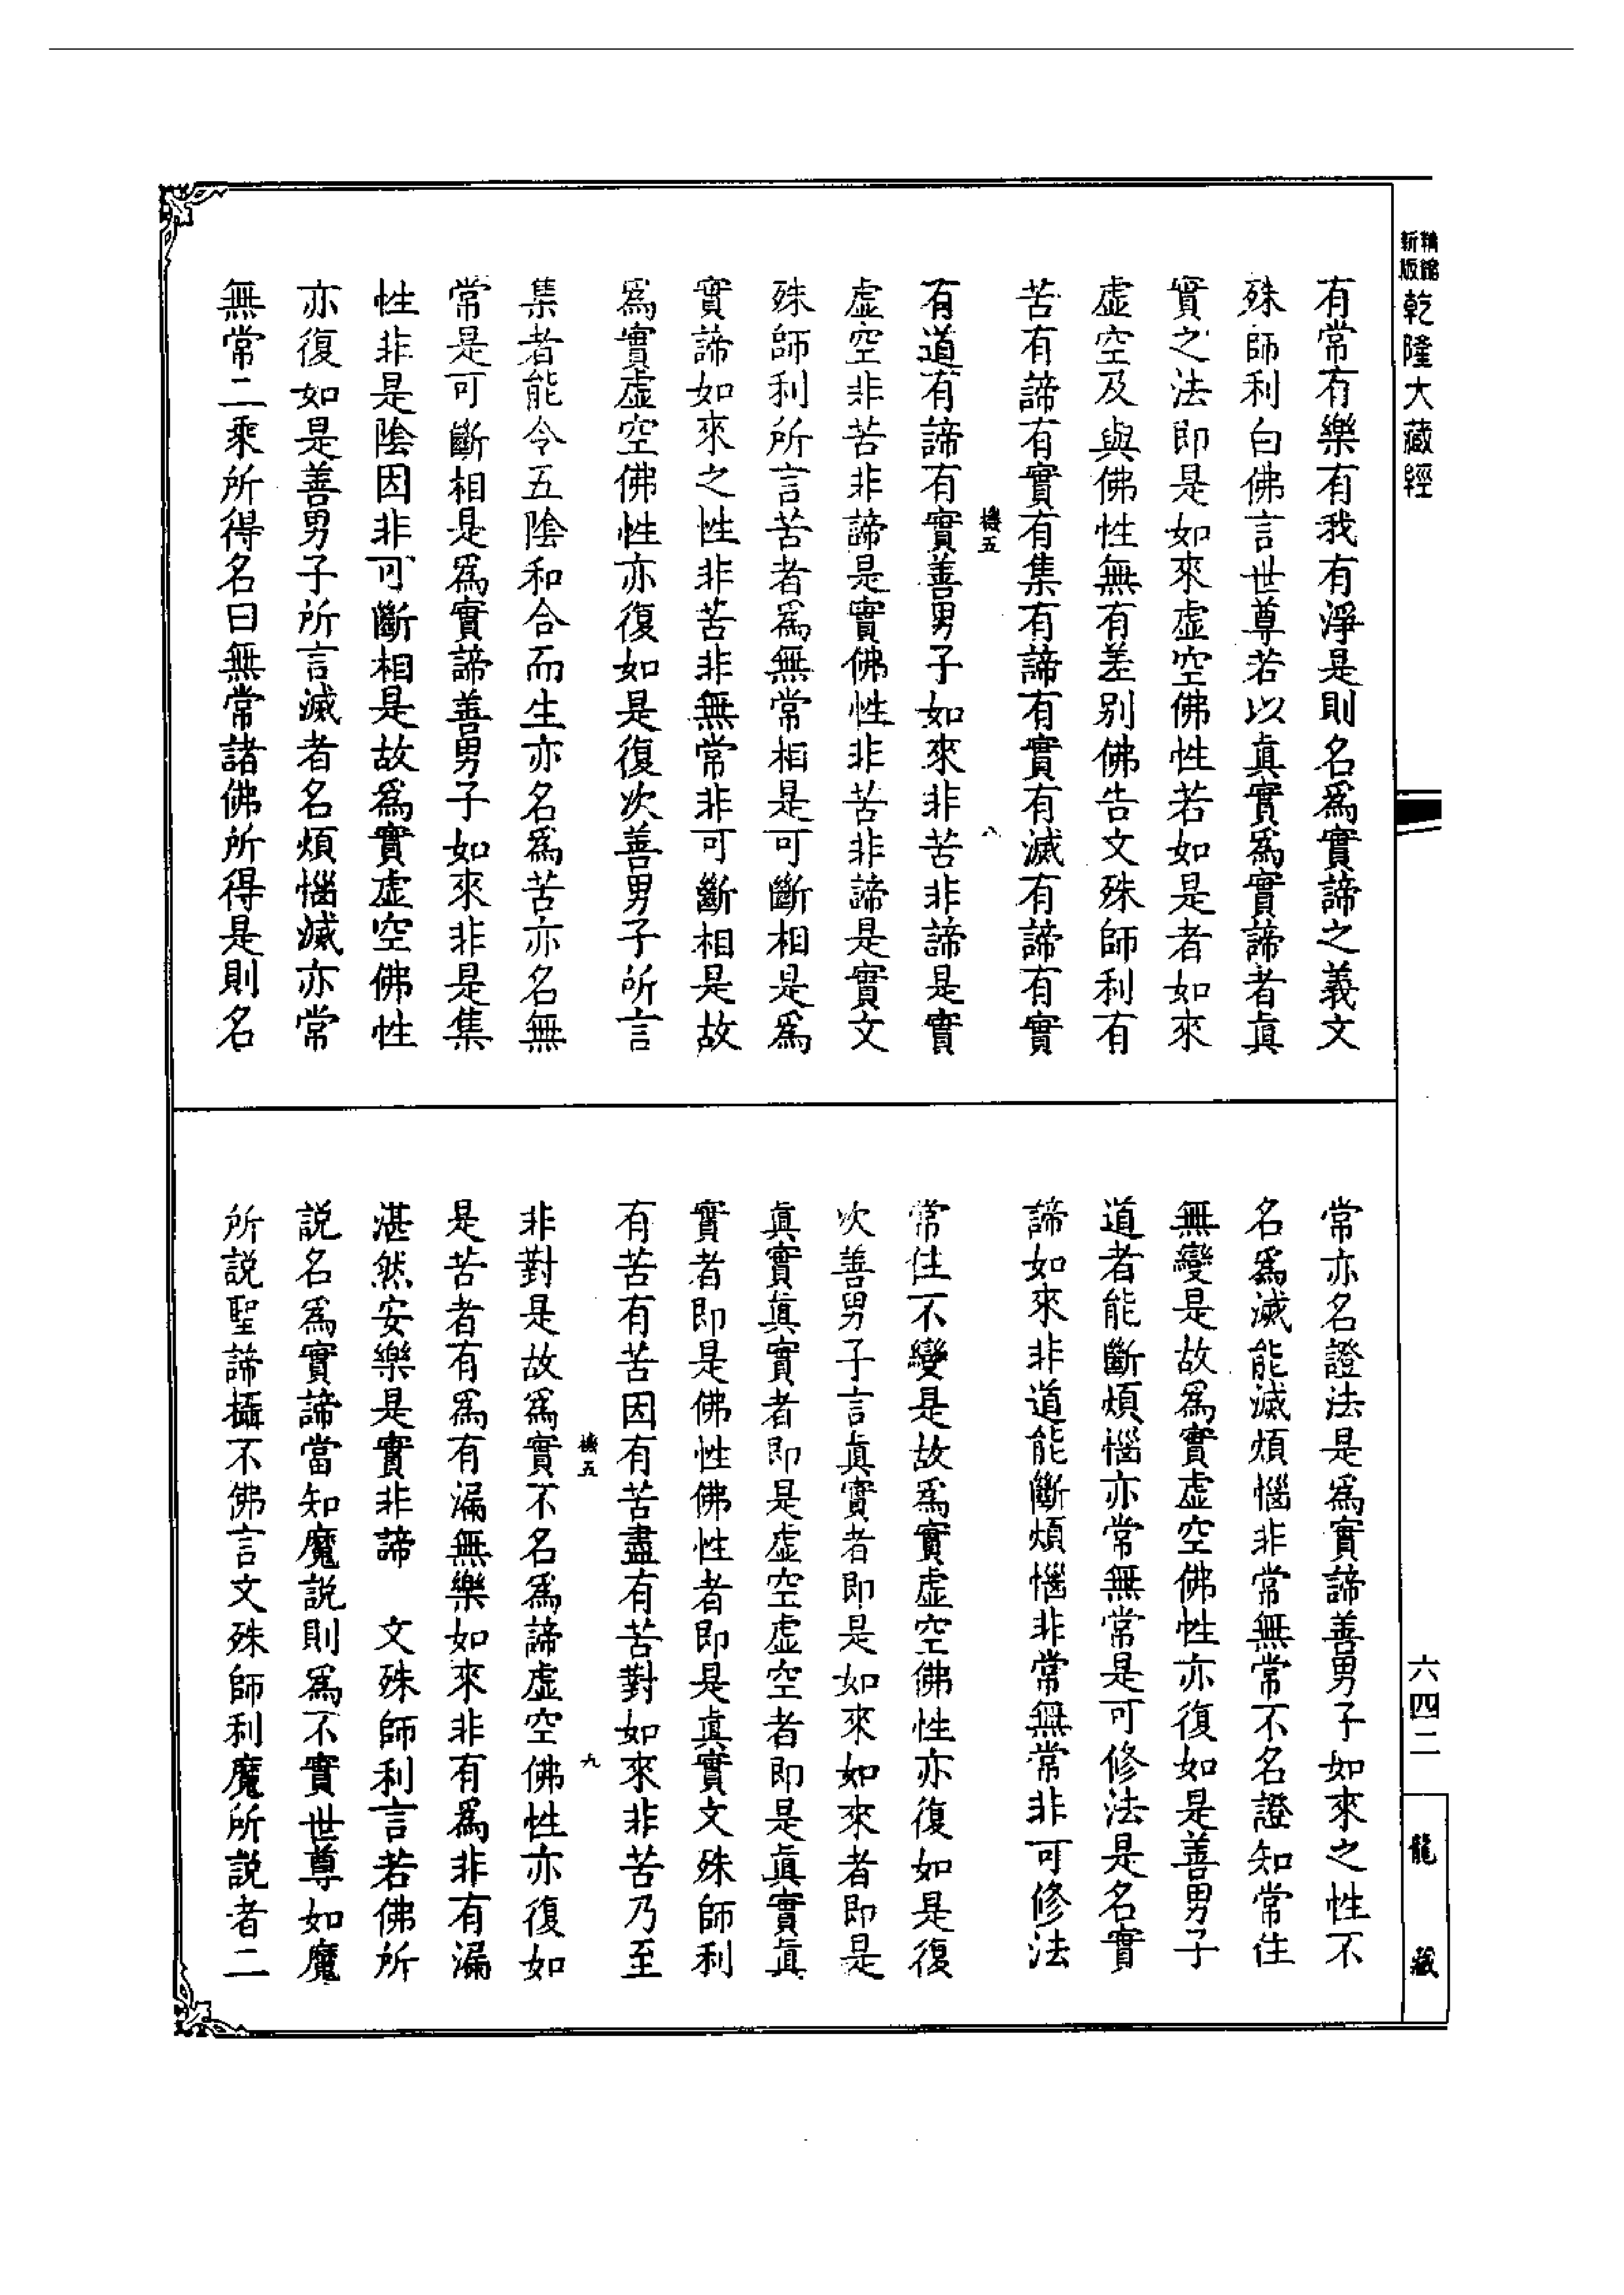 精縮
新版
乾隆大藏經
有常有樂有我有淨是則名爲實諦之義文
殊師利白佛言世尊若以眞實爲實諦者眞
實之法即是如來虛空佛性若如是者如來
虛空及與佛性無有差别佛告文殊師利有
苦有諦有實有集有諦有實有滅有諦有實
機五
八
有道有諦有實善男子如來非苦非諦是實
虛空非苦非諦是實佛性非苦非諦是實文
殊師利所言苦者爲無常相是可斷相是爲
實諦如來之性非苦非無常非可斷相是故
爲實虛空佛性亦復如是復次善男子所言
集者能令五陰和合而生亦名爲苦亦名無
常是可斷相是爲實諦善男子如來非是集
性非是陰因非可斷相是故爲實虛空佛性
亦復如是善男子所言滅者名煩惱滅亦常
無常二乘所得名曰無常諸佛所得是則名
常亦名證法是爲實諦善男子如來之性不
名爲滅能滅煩惱非常無常不名證知常住
無變是故爲實虛空佛性亦復如是善男子
道者能斷煩惱亦常無常是可修法是名實
諦如來非道能斷煩惱非常無常非可修法
常住不變是故爲實虛空佛性亦復如是復
次善男子言眞實者即是如來如來者即是
眞實眞實者即是虛空虛空者即是眞實眞
實者即是佛性佛性者即是眞實文殊師利
有苦有苦因有苦盡有苦對如來非苦乃至
機五
九
非對是故爲實不名爲諦虛空佛性亦復如
是苦者有爲有漏無樂如來非有爲非有漏
湛然安樂是實非諦　文殊師利言若佛所
説名爲實諦當知魔説則爲不實世尊如魔
所説聖諦攝不佛言文殊師利魔所説者二
六四二
龍藏